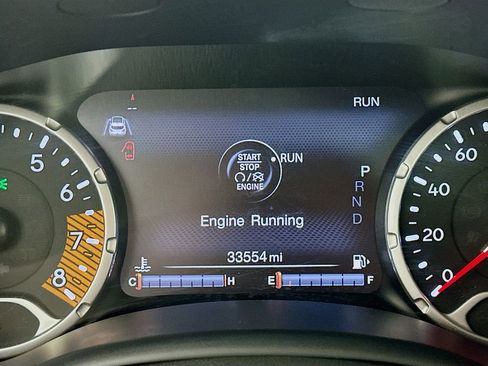 RUN
START
STOP
RUN
ENGINE
Engine Running
P
R
N
D
33554 mi
C H
E F
5
6
7
8
60
40
20
0